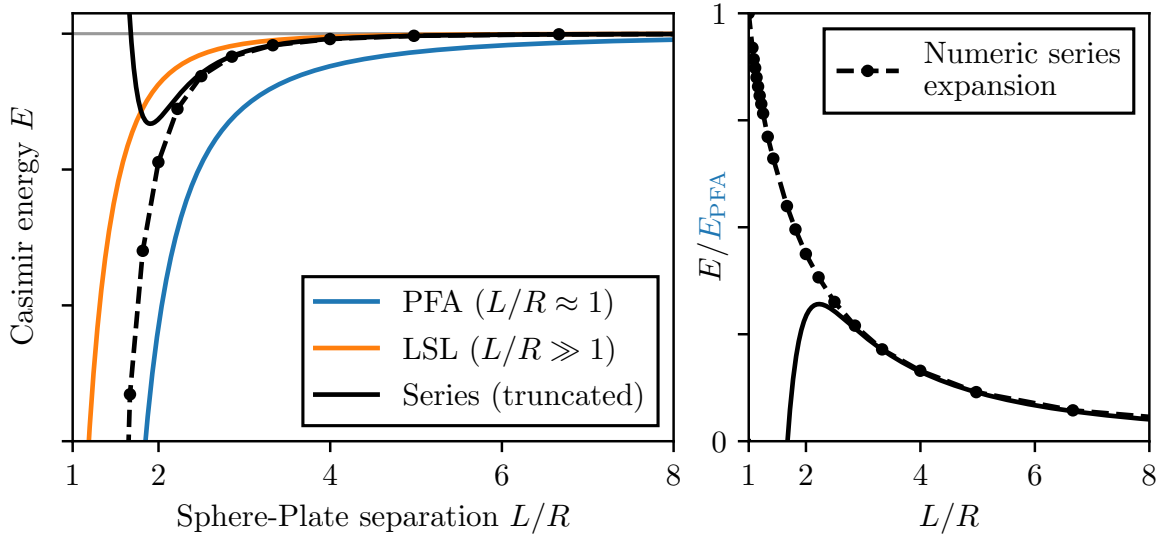 Casimir energy E
PFA (L/R ≈ 1)
LSL (L/R ≫ 1)
Series (truncated)
1 2 4 6 8
Sphere-Plate separation L/R
E/E_PFA
1
0
Numeric series
expansion
1 2 4 6 8
L/R